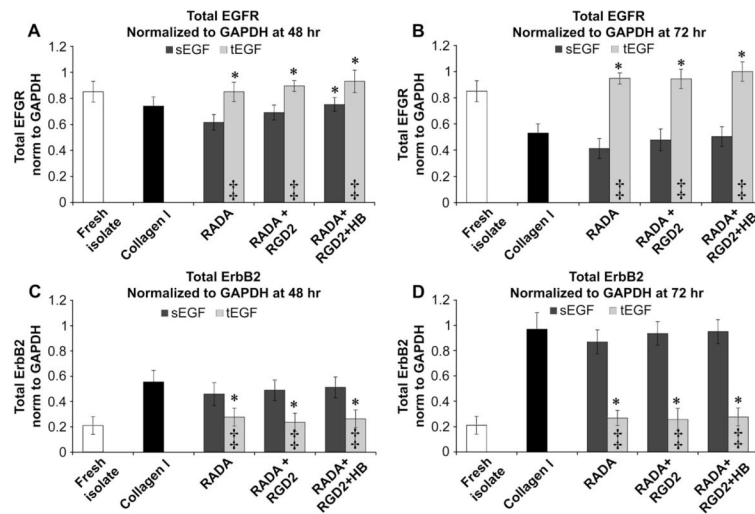 A
Total EGFR
Normalized to GAPDH at 48 hr
sEGF tEGF
Total EFGR
norm to GAPDH
1.2
1
0.8
0.6
0.4
0.2
0
* * * *
‡ ‡ ‡
Fresh
isolate
Collagen I
RADA
RADA +
RGD2
RADA+
RGD2+HB
B
Total EGFR
Normalized to GAPDH at 72 hr
sEGF tEGF
Total EFGR
norm to GAPDH
1.2
1
0.8
0.6
0.4
0.2
0
* * *
‡ ‡ ‡
Fresh
isolate
Collagen I
RADA
RADA +
RGD2
RADA+
RGD2+HB
C
Total ErbB2
Normalized to GAPDH at 48 hr
sEGF tEGF
Total ErbB2
norm to GAPDH
1.2
1
0.8
0.6
0.4
0.2
0
* * *
‡ ‡ ‡
Fresh
isolate
Collagen I
RADA
RADA +
RGD2
RADA+
RGD2+HB
D
Total ErbB2
Normalized to GAPDH at 72 hr
sEGF tEGF
Total ErbB2
norm to GAPDH
1.2
1
0.8
0.6
0.4
0.2
0
* * *
‡ ‡ ‡
Fresh
isolate
Collagen I
RADA
RADA +
RGD2
RADA+
RGD2+HB